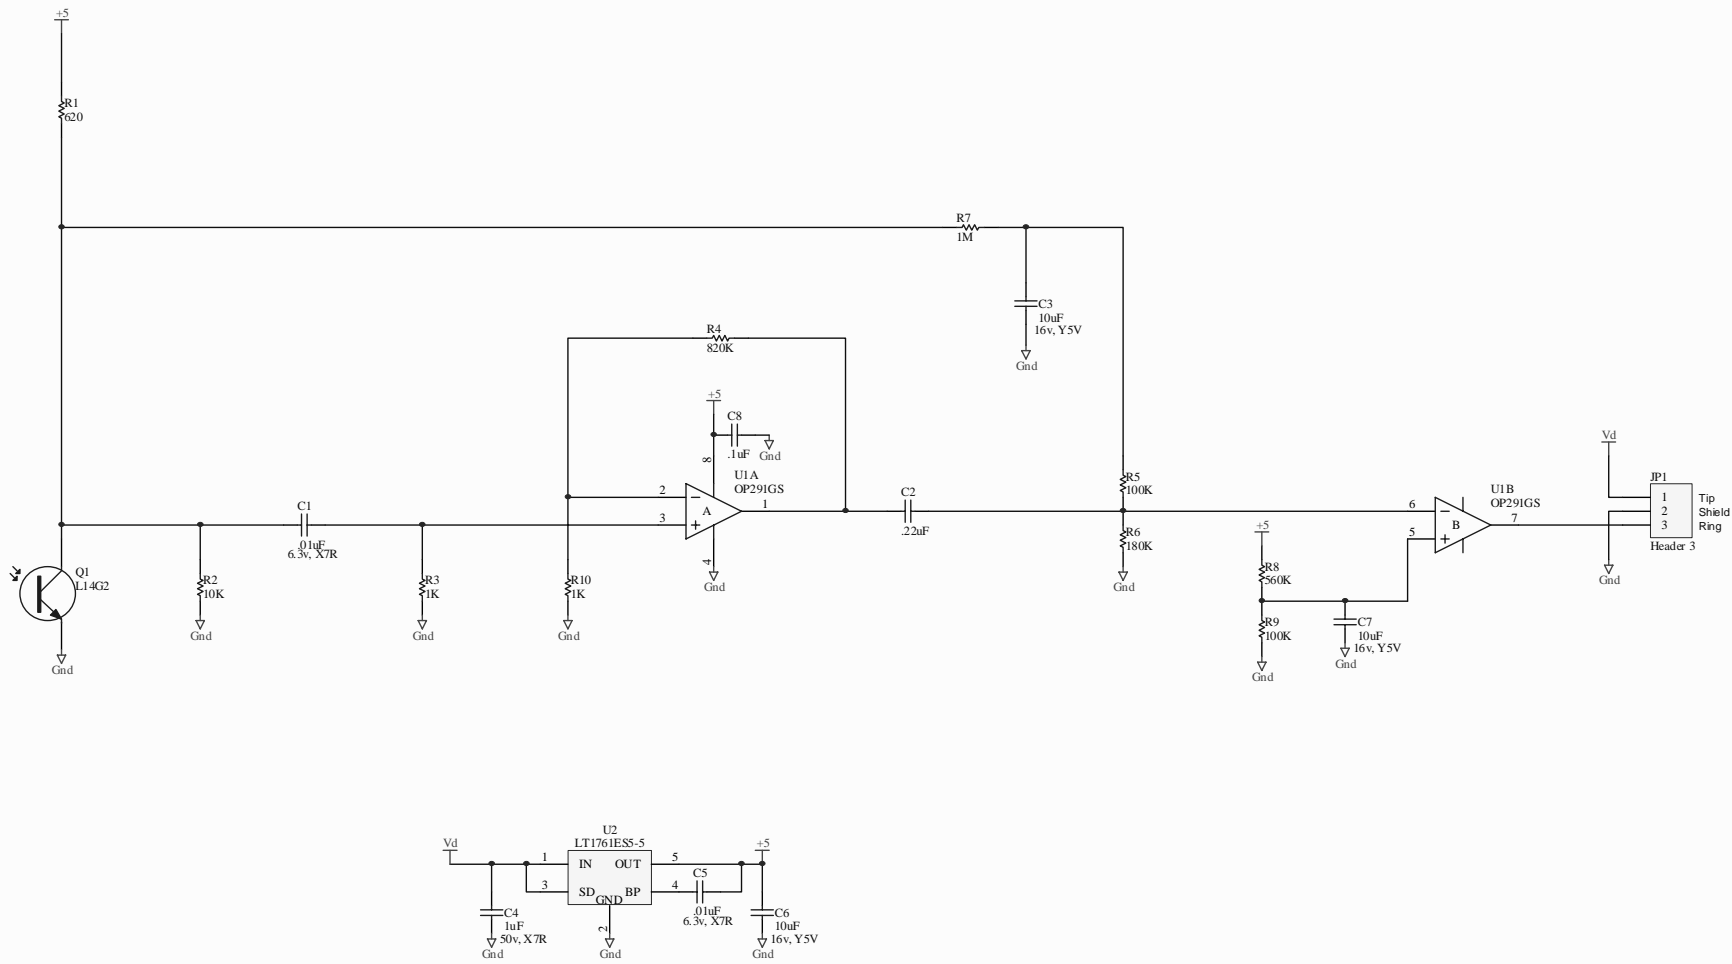 +5
R1
620
R7
1M
C3
10uF
16v, Y5V
Gnd
R4
820K
+5
C8
.1uF
Gnd
8
U1A
OP291GS
2
3
A
1
4
Gnd
C1
.01uF
6.3v, X7R
Q1
L14G2
Gnd
R2
10K
Gnd
R3
1K
Gnd
R10
1K
Gnd
C2
.22uF
R5
100K
R6
180K
Gnd
+5
R8
560K
R9
100K
Gnd
C7
10uF
16v, Y5V
Gnd
6
5
B
U1B
OP291GS
7
Vd
JP1
1
2
3
Tip
Shield
Ring
Header 3
Gnd
U2
LT1761ES5-5
Vd
1
IN
OUT
5
+5
3
SD
BP
4
GND
2
Gnd
C5
.01uF
6.3v, X7R
C4
1uF
50v, X7R
Gnd
C6
10uF
16v, Y5V
Gnd